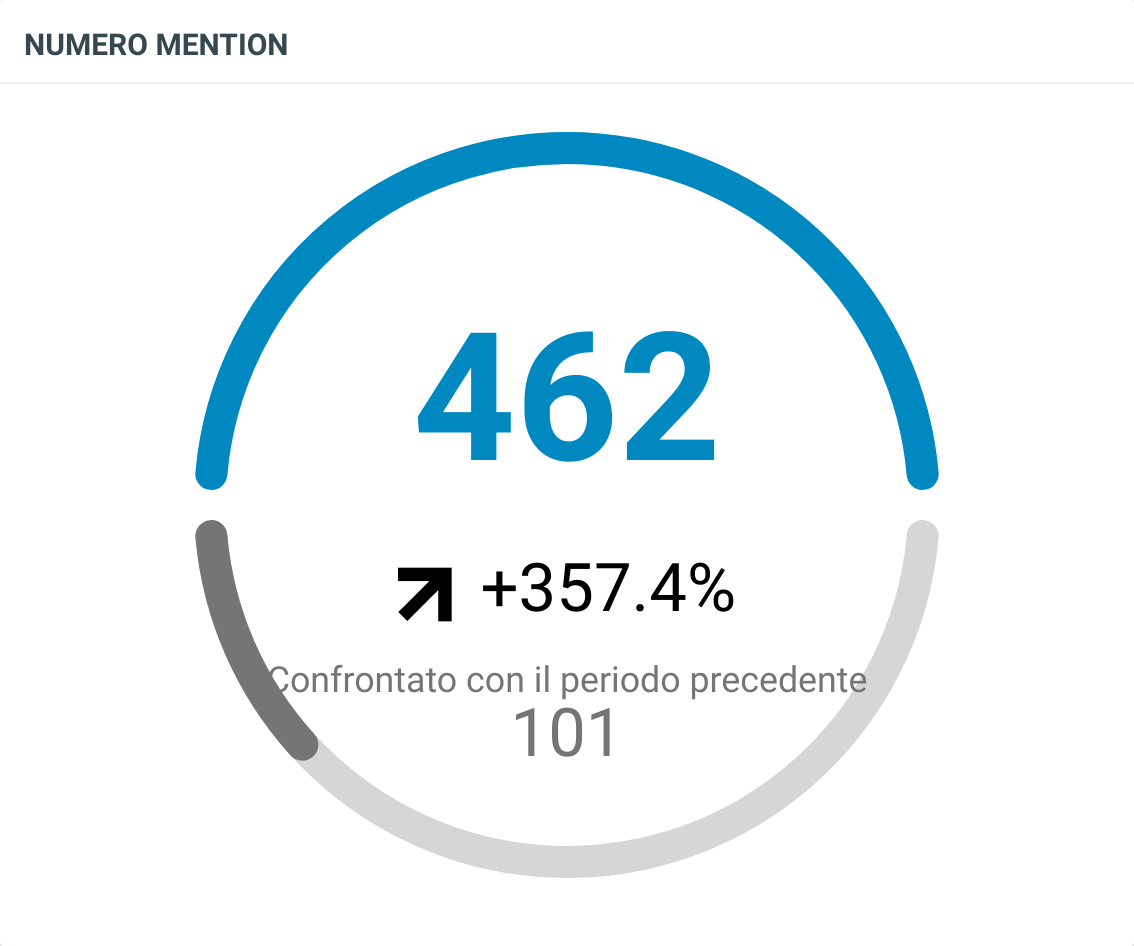 NUMERO MENTION
462
+357.4%
Confrontato con il periodo precedente
101